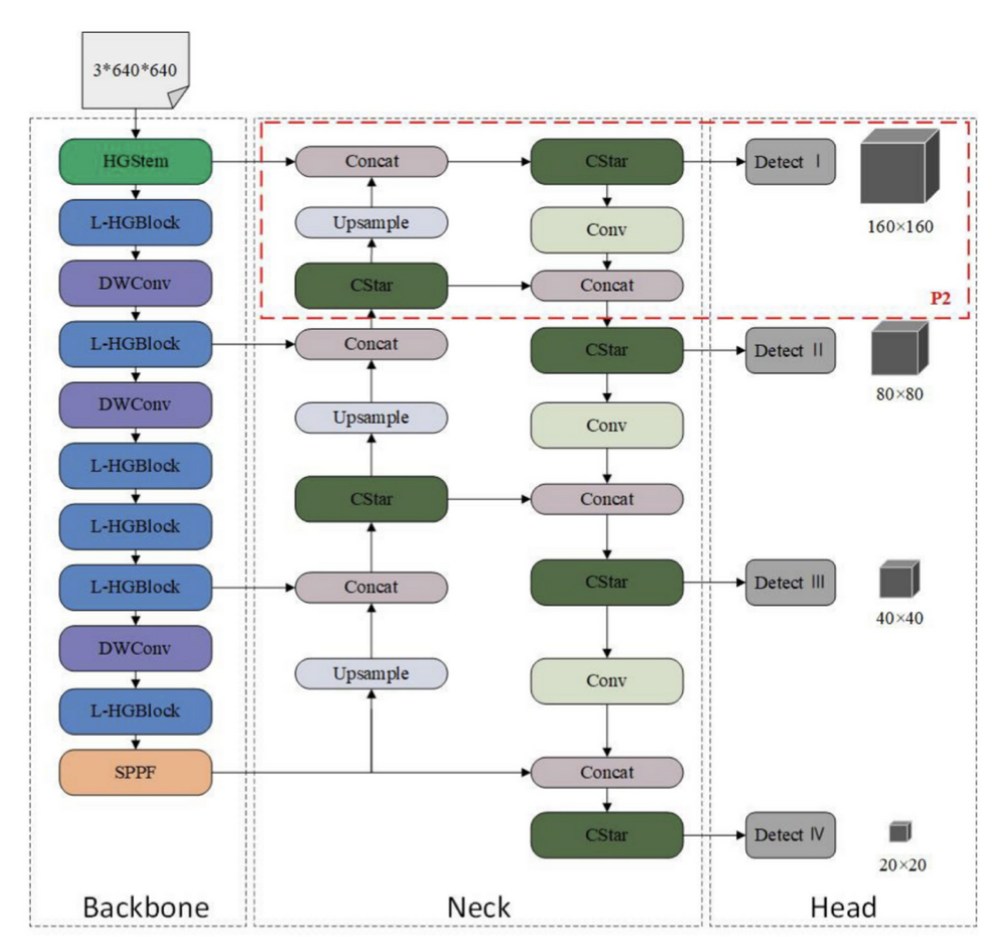 3*640*640
HGStem
L-HGBlock
DWConv
L-HGBlock
DWConv
L-HGBlock
L-HGBlock
L-HGBlock
DWConv
L-HGBlock
SPPF
Backbone
Concat
Upsample
CStar
Concat
Upsample
CStar
Concat
Upsample
CStar
Conv
Concat
CStar
Conv
Concat
CStar
Conv
Concat
CStar
Neck
Detect Ⅰ
160×160
P2
Detect Ⅱ
80×80
Detect Ⅲ
40×40
Detect Ⅳ
20×20
Head